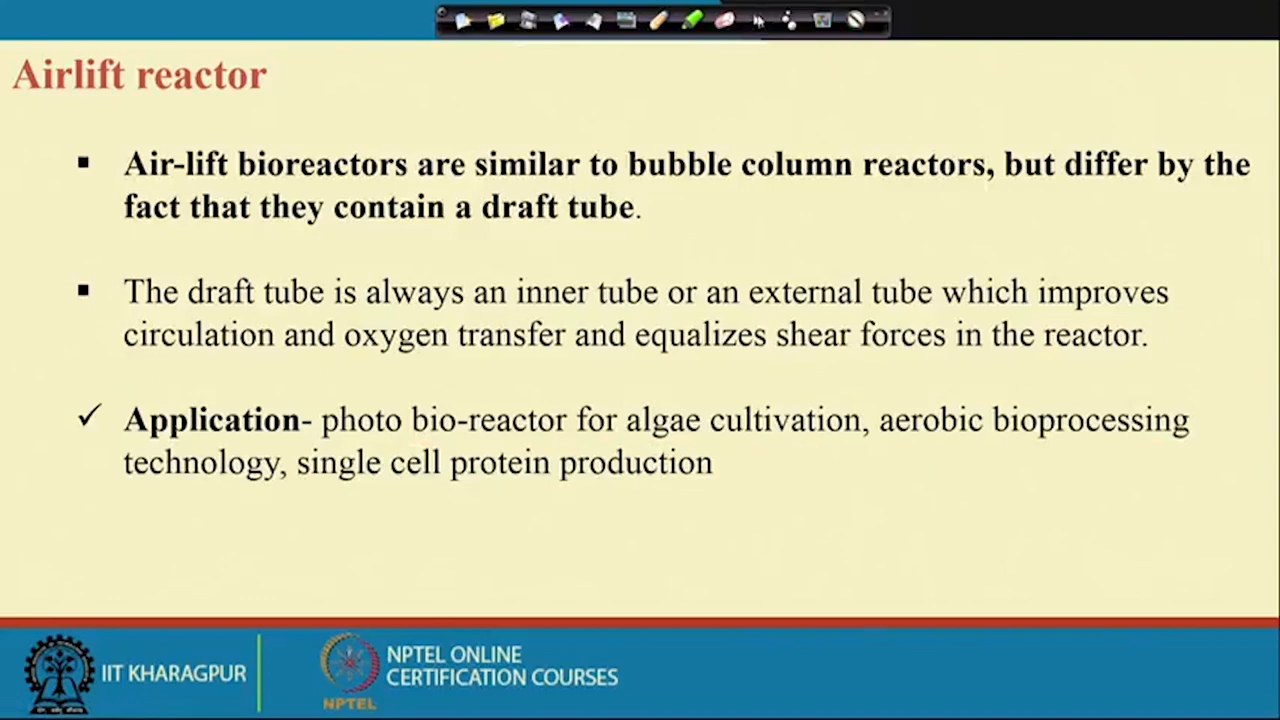 Airlift reactor
▪ Air-lift bioreactors are similar to bubble column reactors, but differ by the
fact that they contain a draft tube.
▪ The draft tube is always an inner tube or an external tube which improves
circulation and oxygen transfer and equalizes shear forces in the reactor.
✓ Application- photo bio-reactor for algae cultivation, aerobic bioprocessing
technology, single cell protein production
IIT KHARAGPUR
NPTEL
NPTEL ONLINE
CERTIFICATION COURSES